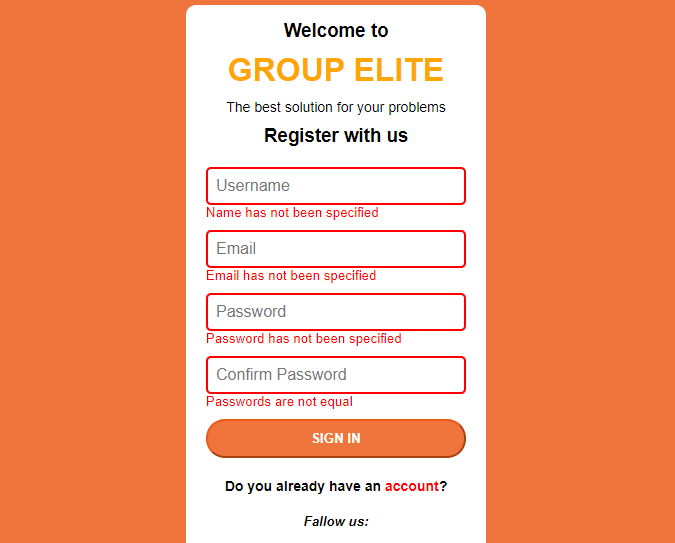 Welcome to
GROUP ELITE
The best solution for your problems
Register with us
Username
Name has not been specified
Email
Email has not been specified
Password
Password has not been specified
Confirm Password
Passwords are not equal
SIGN IN
Do you already have an account?
Fallow us: